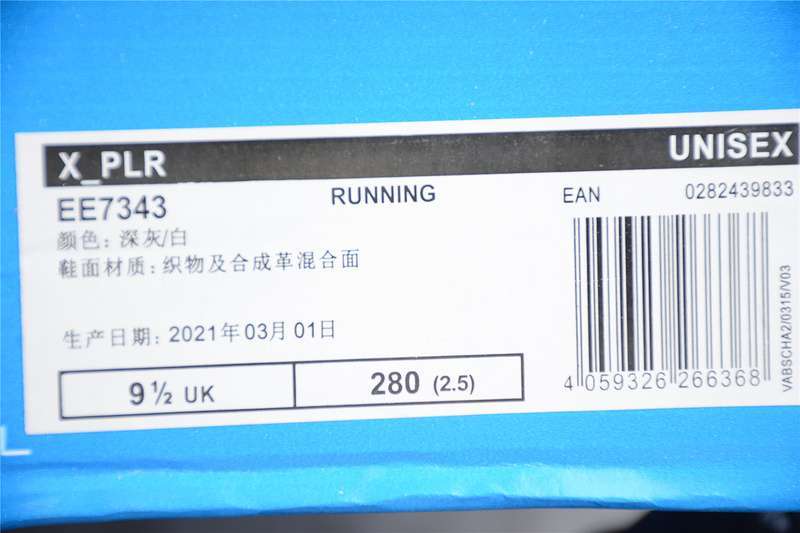 X_PLR
UNISEX
EE7343
RUNNING
EAN
0282439833
颜色: 深灰/白
鞋面材质: 织物及合成革混合面
生产日期: 2021年03月01日
9½ UK
280 (2.5)
4 059326 266368
VABSCHA2/0315/V03
L